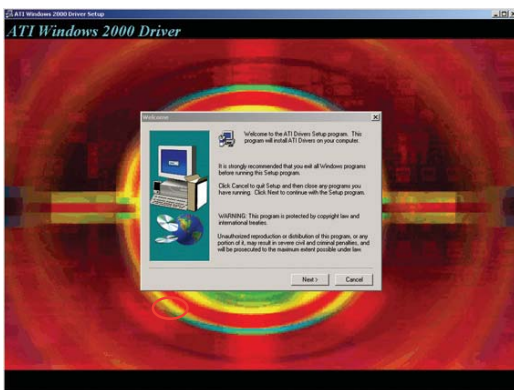 ATI Windows 2000 Driver Setup
ATI Windows 2000 Driver
Welcome
Welcome to the ATI Drivers Setup program. This
program will install ATI Drivers on your computer.
It is strongly recommended that you exit all Windows programs
before running this Setup program.
Click Cancel to quit Setup and then close any programs you
have running. Click Next to continue with the Setup program.
WARNING: This program is protected by copyright law and
international treaties.
Unauthorized reproduction or distribution of this program, or any
portion of it, may result in severe civil and criminal penalties, and
will be prosecuted to the maximum extent possible under law.
Next >
Cancel